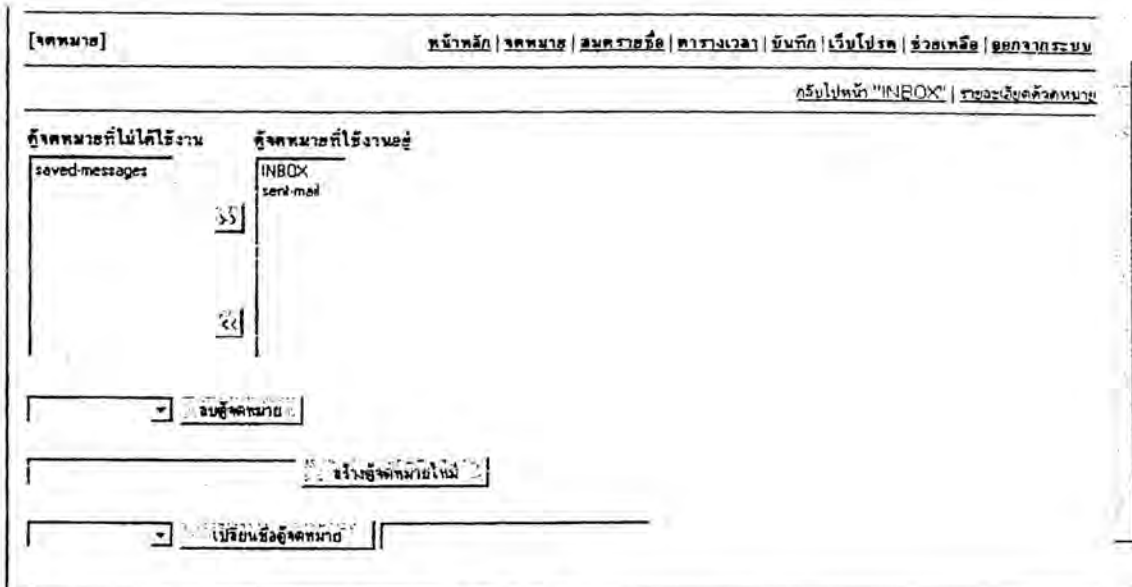 [จดหมาย] หน้าหลัก | จดหมาย | สมุดรายชื่อ | ตารางเวลา | บันทึก | เว็บโปรด | ช่วยเหลือ | ออกจากระบบ
กลับไปหน้า "INBOX" | รายละเอียดตัวจดหมาย
ตู้จดหมายที่ไม่ได้ใช้งาน ตู้จดหมายที่ใช้งานอยู่
saved-messages INBOX
sent-mail
>>
<<
ลบตู้จดหมาย
สร้างตู้จดหมายใหม่
เปลี่ยนชื่อตู้จดหมาย